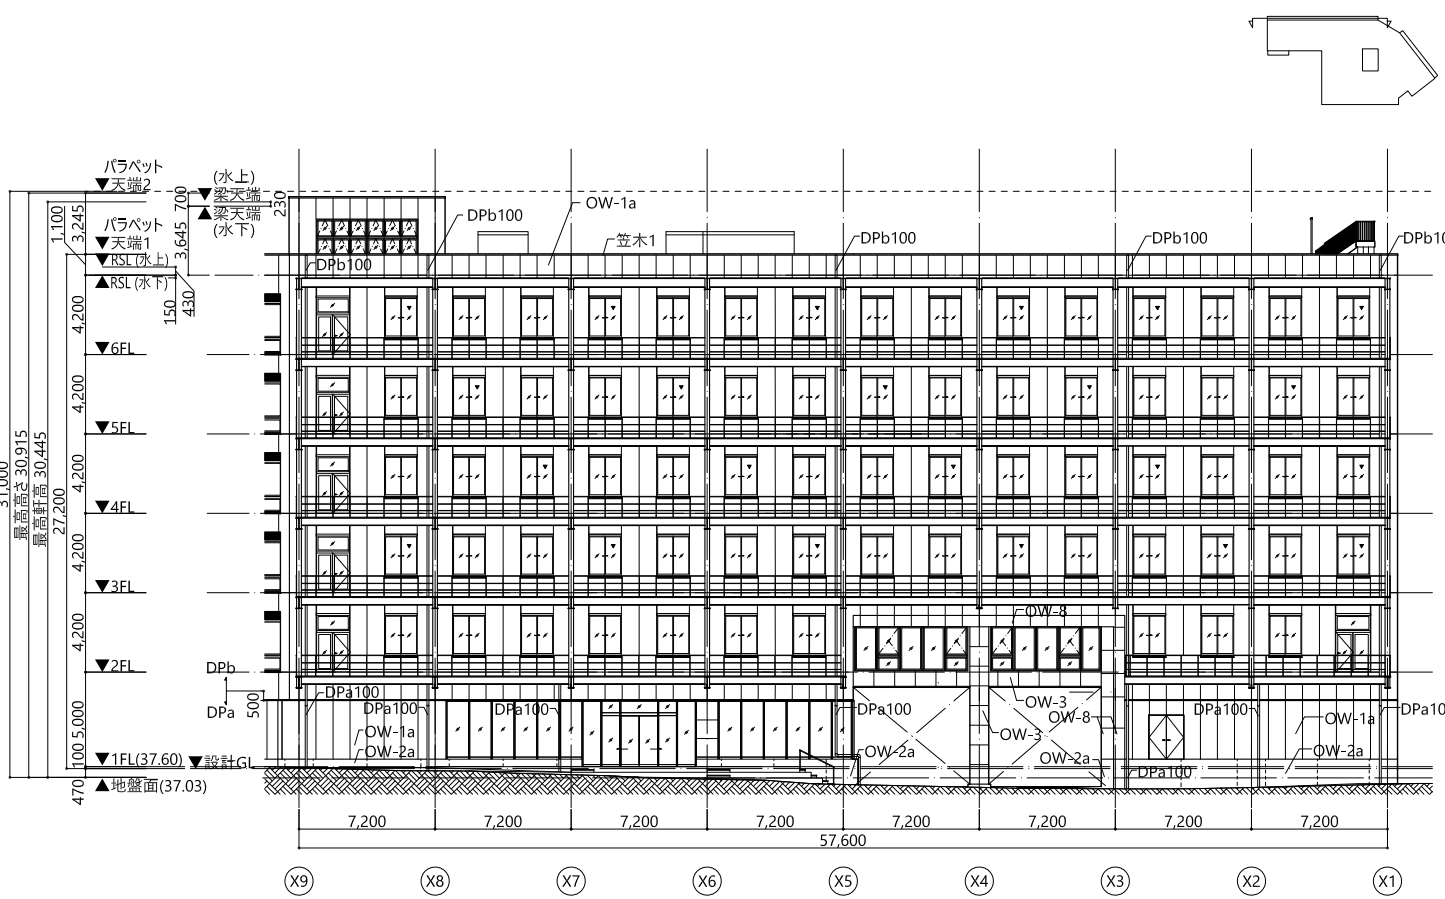 パラペット
▼天端2
(水上)
▼梁天端
▲梁天端
(水下)
700
230
3,245
1,100
3,645
パラペット
▼天端1
▼RSL (水上)
▲RSL (水下)
150
430
DPb100
OW-1a
笠木1
DPb100
DPb100
DPb100
DPb10
4,200
▼6FL
4,200
▼5FL
31,000
最高高さ 30,915
最高軒高 30,445
27,200
4,200
▼4FL
4,200
▼3FL
4,200
▼2FL
DPb
DPa
500
5,000
100
470
▼1FL(37.60)
▼設計GL
▲地盤面(37.03)
OW-8
DPa100
DPa100
DPa100
DPa100
OW-3
OW-8
OW-3
DPa100
OW-1a
DPa10
OW-1a
OW-2a
OW-2a
OW-2a
DPa100
OW-2a
7,200
7,200
7,200
7,200
7,200
7,200
7,200
7,200
57,600
X9
X8
X7
X6
X5
X4
X3
X2
X1